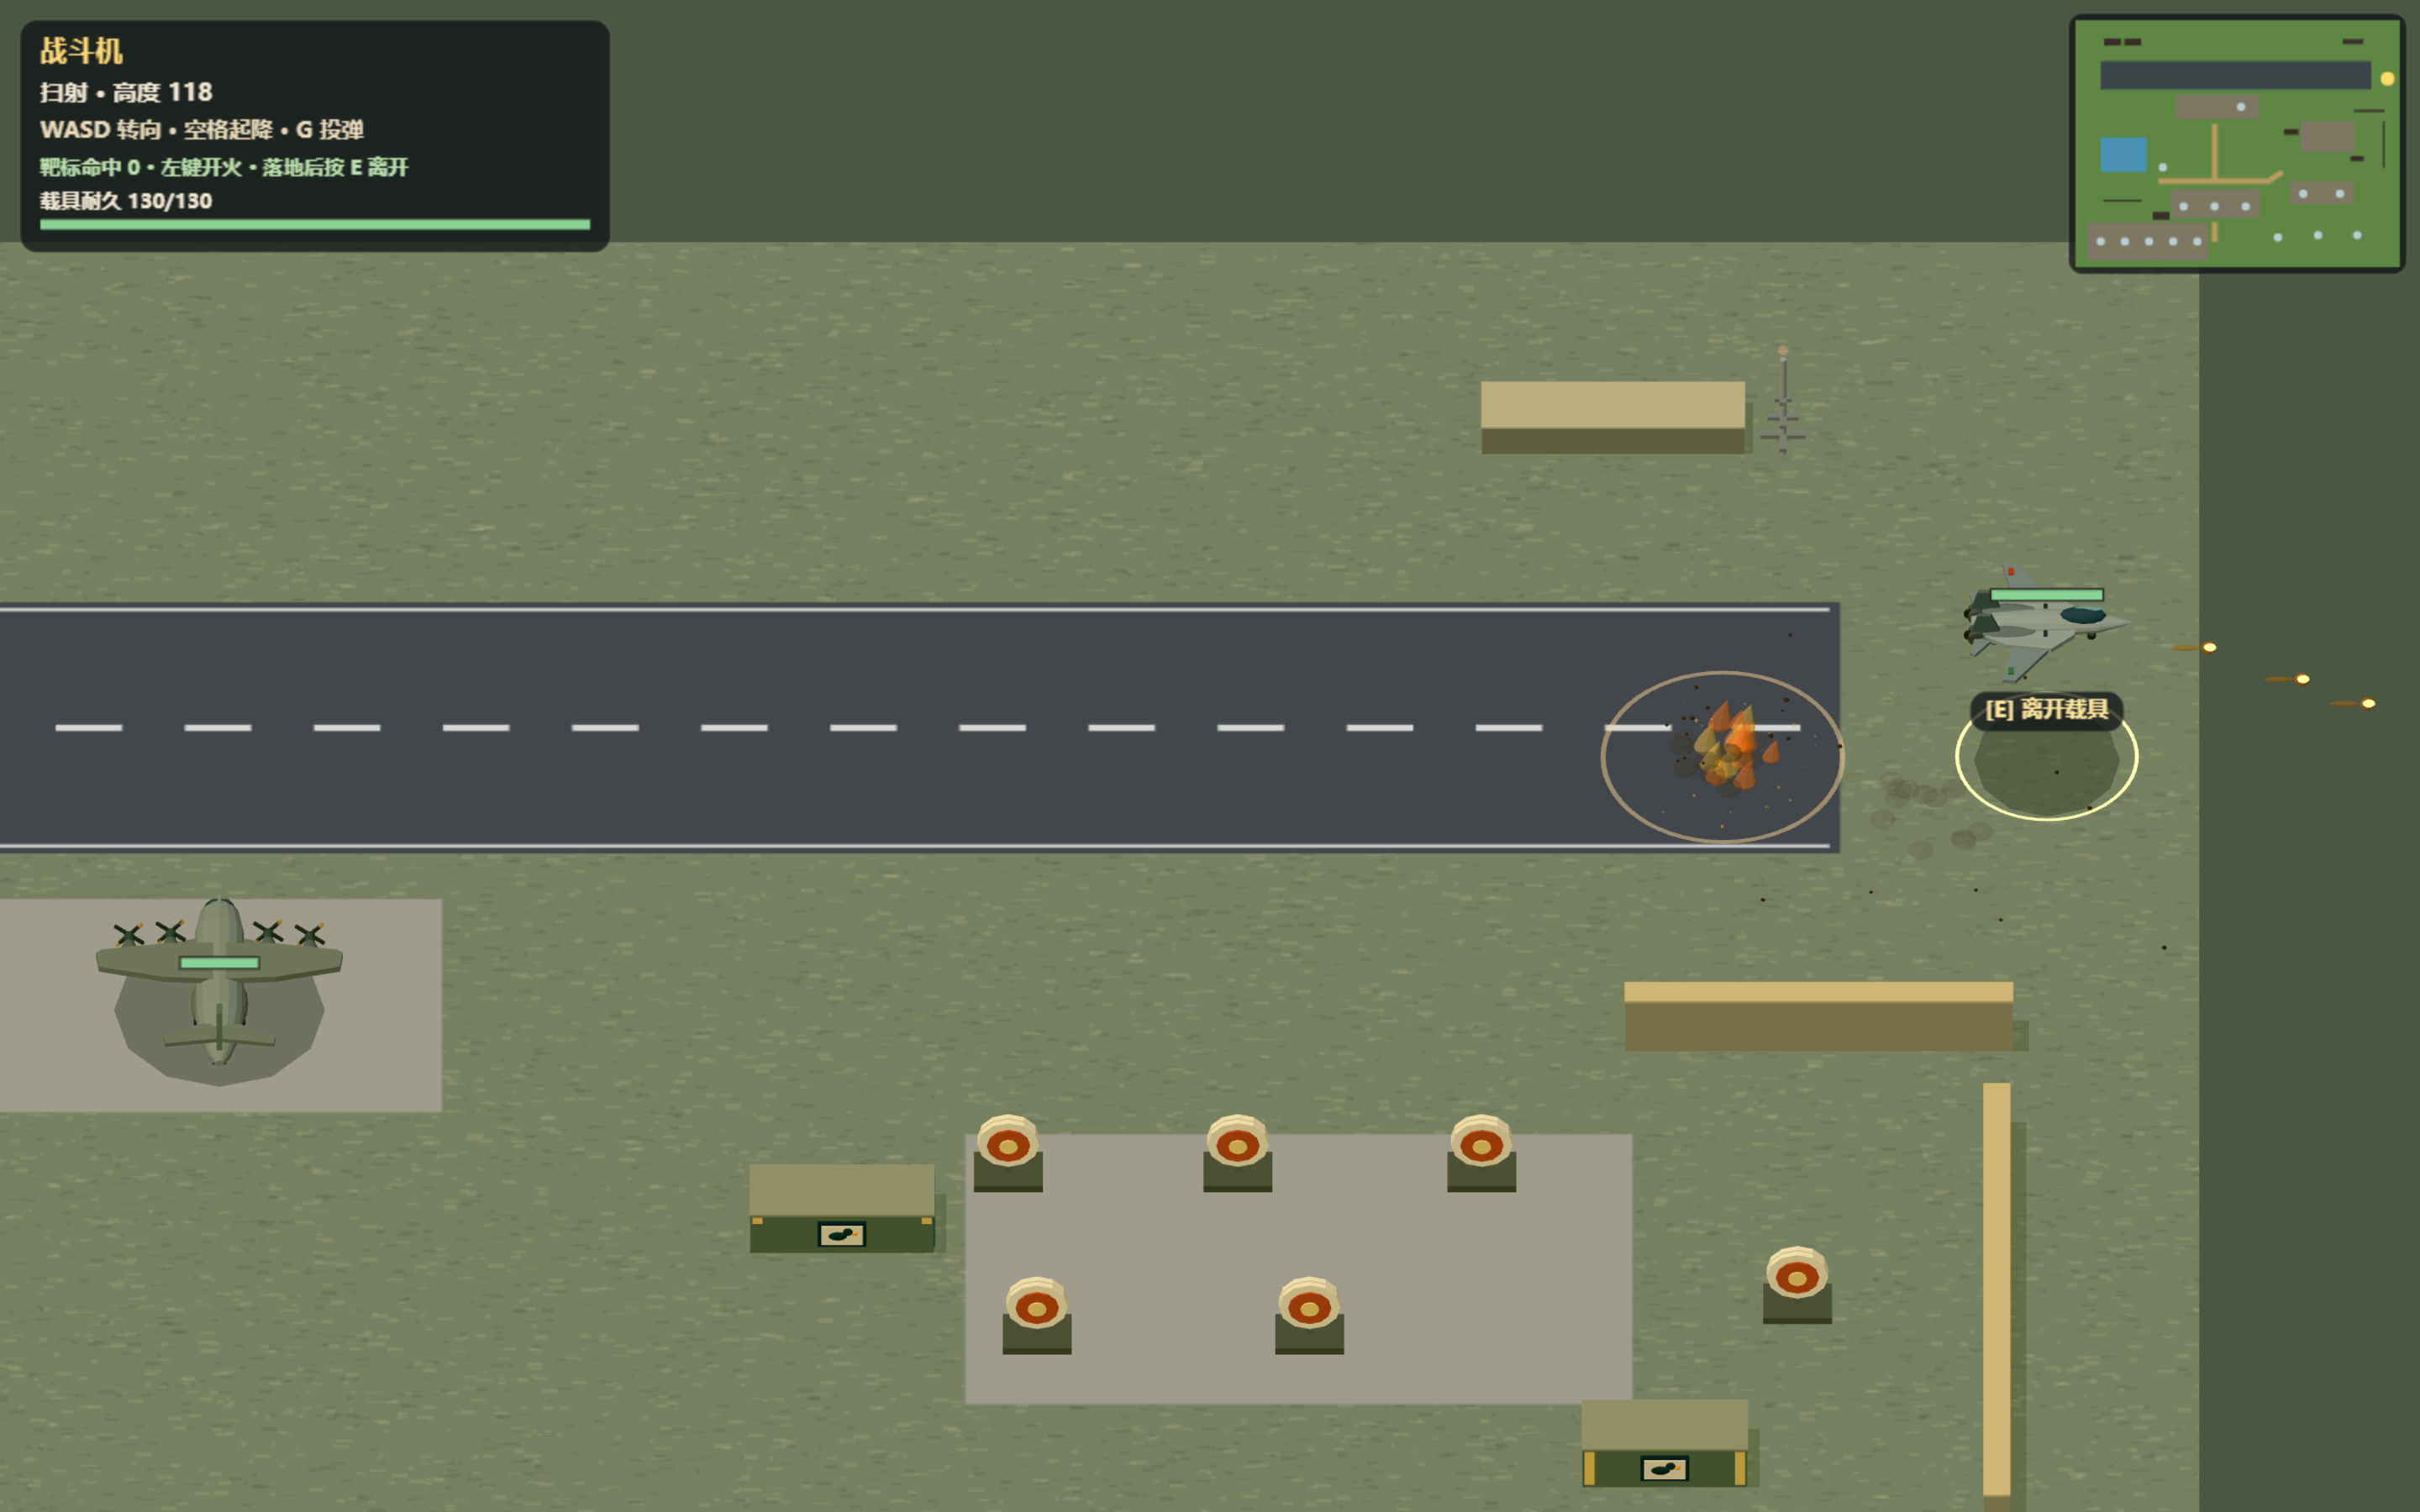 战斗机
扫射 • 高度 118
WASD 转向 • 空格起降 • G 投弹
靶标命中 0 • 左键开火 • 落地后按 E 离开
载具耐久 130/130
[E] 离开载具